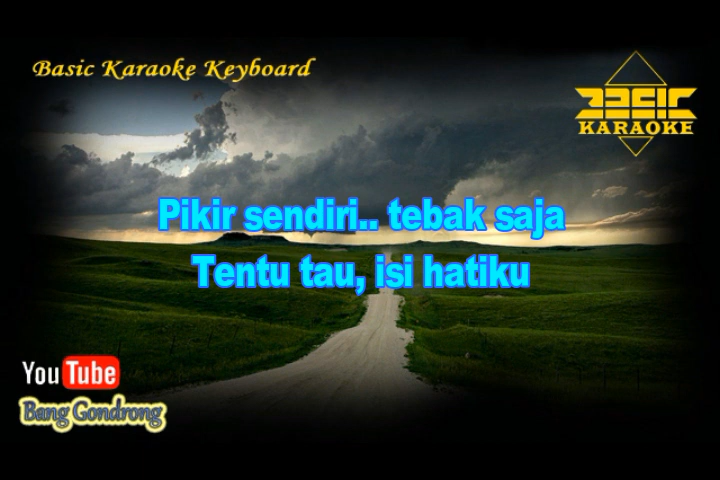 Basic Karaoke Keyboard
BASIC
KARAOKE
Pikir sendiri.. tebak saja
Tentu tau, isi hatiku
YouTube
Bang Gondrong